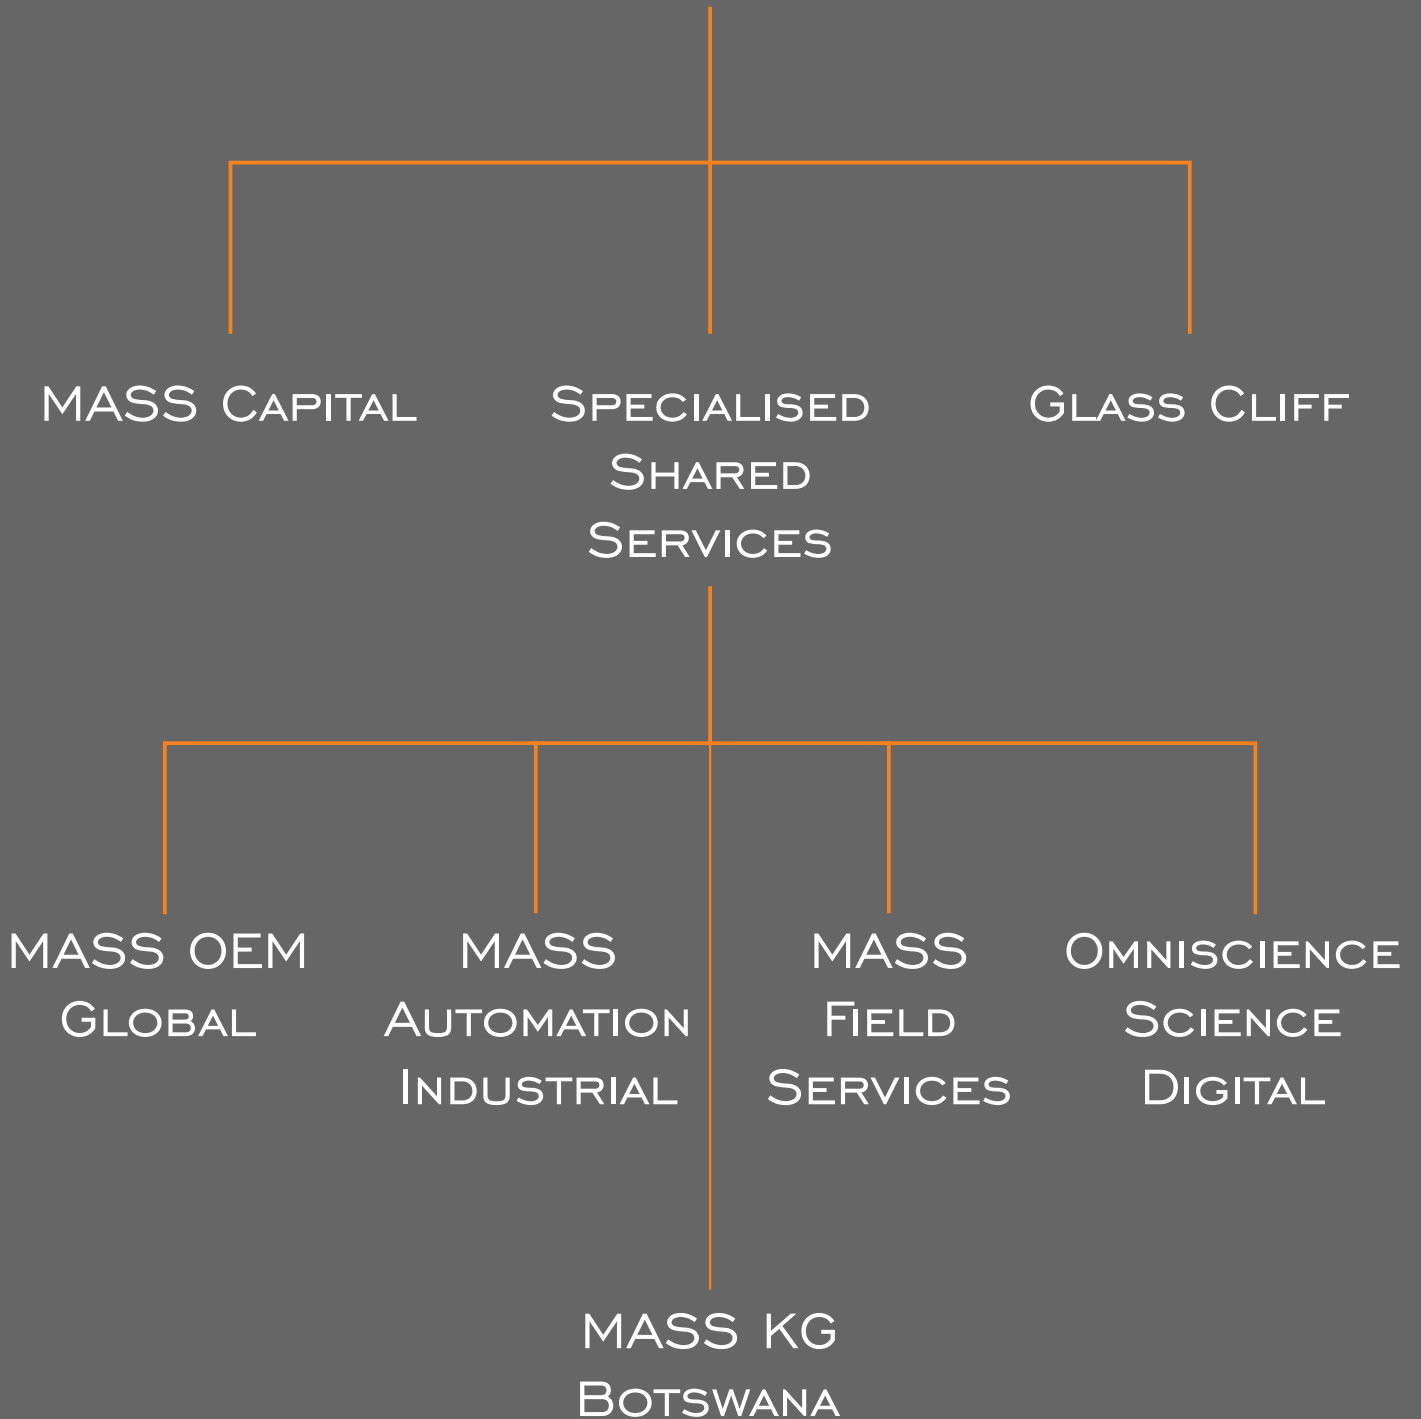 MASS Capital
Specialised
Shared
Services
Glass Cliff
MASS OEM
Global
MASS
Automation
Industrial
MASS
Field
Services
Omniscience
Science
Digital
MASS KG
Botswana